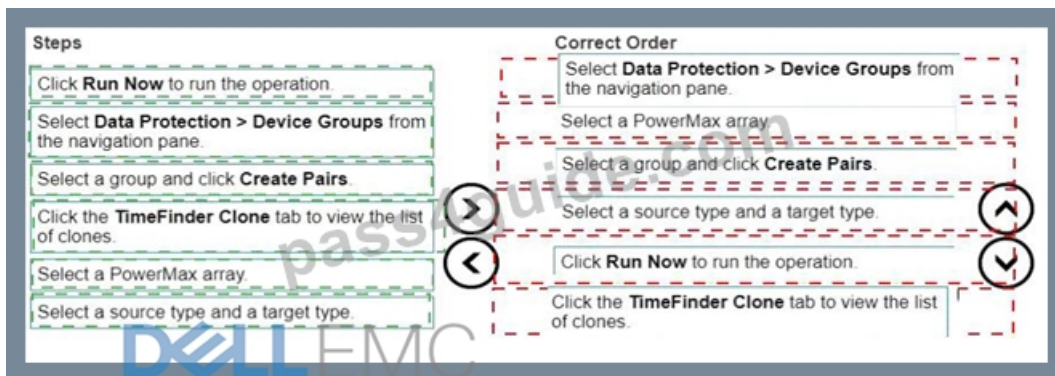 Steps
Click Run Now to run the operation.
Select Data Protection > Device Groups from
the navigation pane.
Select a group and click Create Pairs.
Click the TimeFinder Clone tab to view the list
of clones.
Select a PowerMax array.
Select a source type and a target type.
Correct Order
Select Data Protection > Device Groups from
the navigation pane.
Select a PowerMax array
Select a group and click Create Pairs.
Select a source type and a target type.
Click Run Now to run the operation.
Click the TimeFinder Clone tab to view the list
of clones.
pass4guide.com
DELL EMC